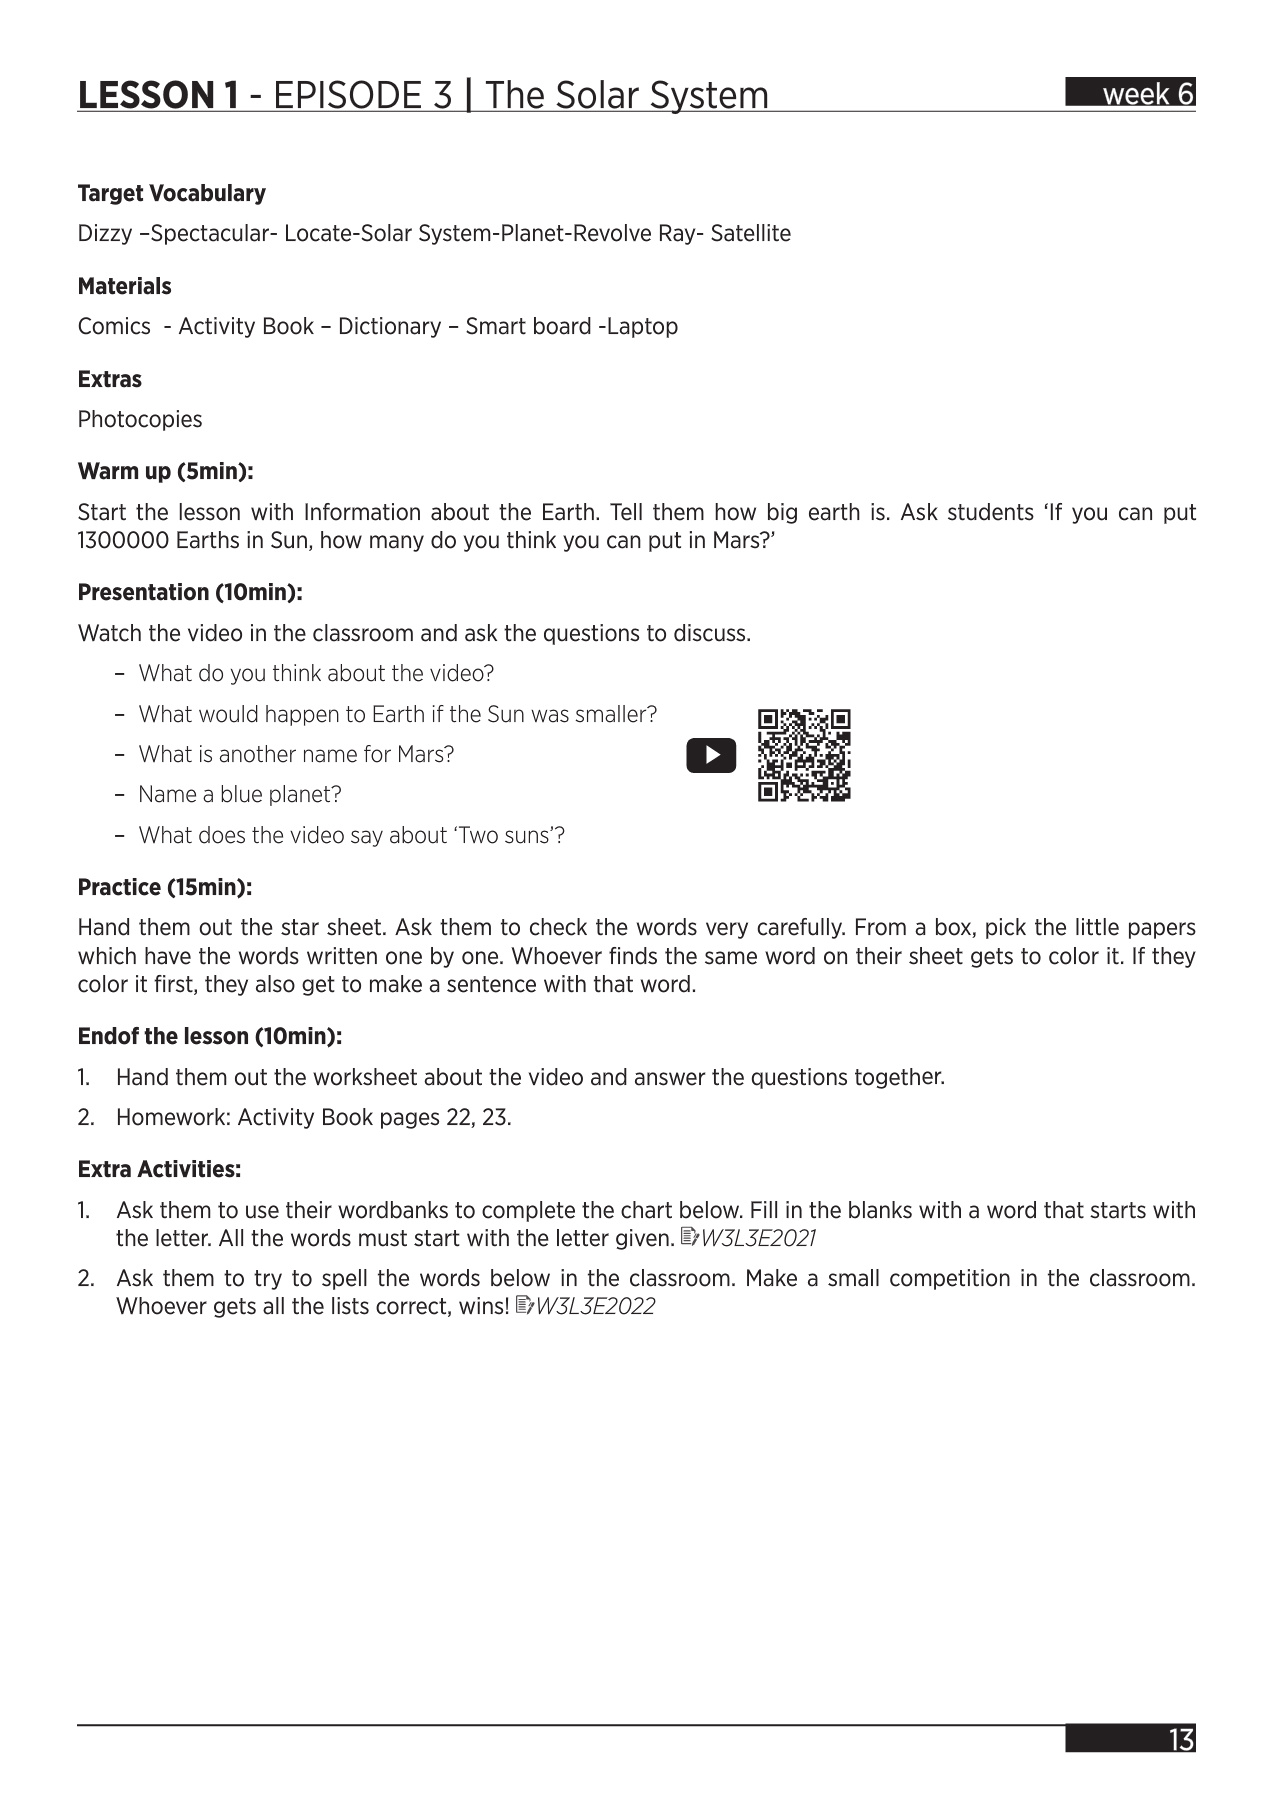 LESSON 1 - EPISODE 3 | The Solar System
week 6
Target Vocabulary
Dizzy –Spectacular- Locate-Solar System-Planet-Revolve Ray- Satellite
Materials
Comics  - Activity Book – Dictionary – Smart board -Laptop
Extras
Photocopies
Warm up (5min):
Start the lesson with Information about the Earth. Tell them how big earth is. Ask students ‘If you can put
1300000 Earths in Sun, how many do you think you can put in Mars?’
Presentation (10min):
Watch the video in the classroom and ask the questions to discuss.
– What do you think about the video?
– What would happen to Earth if the Sun was smaller?
– What is another name for Mars?
– Name a blue planet?
– What does the video say about ‘Two suns’?
Practice (15min):
Hand them out the star sheet. Ask them to check the words very carefully. From a box, pick the little papers
which have the words written one by one. Whoever finds the same word on their sheet gets to color it. If they
color it first, they also get to make a sentence with that word.
Endof the lesson (10min):
1. Hand them out the worksheet about the video and answer the questions together.
2. Homework: Activity Book pages 22, 23.
Extra Activities:
1. Ask them to use their wordbanks to complete the chart below. Fill in the blanks with a word that starts with
the letter. All the words must start with the letter given. W3L3E2021
2. Ask them to try to spell the words below in the classroom. Make a small competition in the classroom.
Whoever gets all the lists correct, wins! W3L3E2022
13